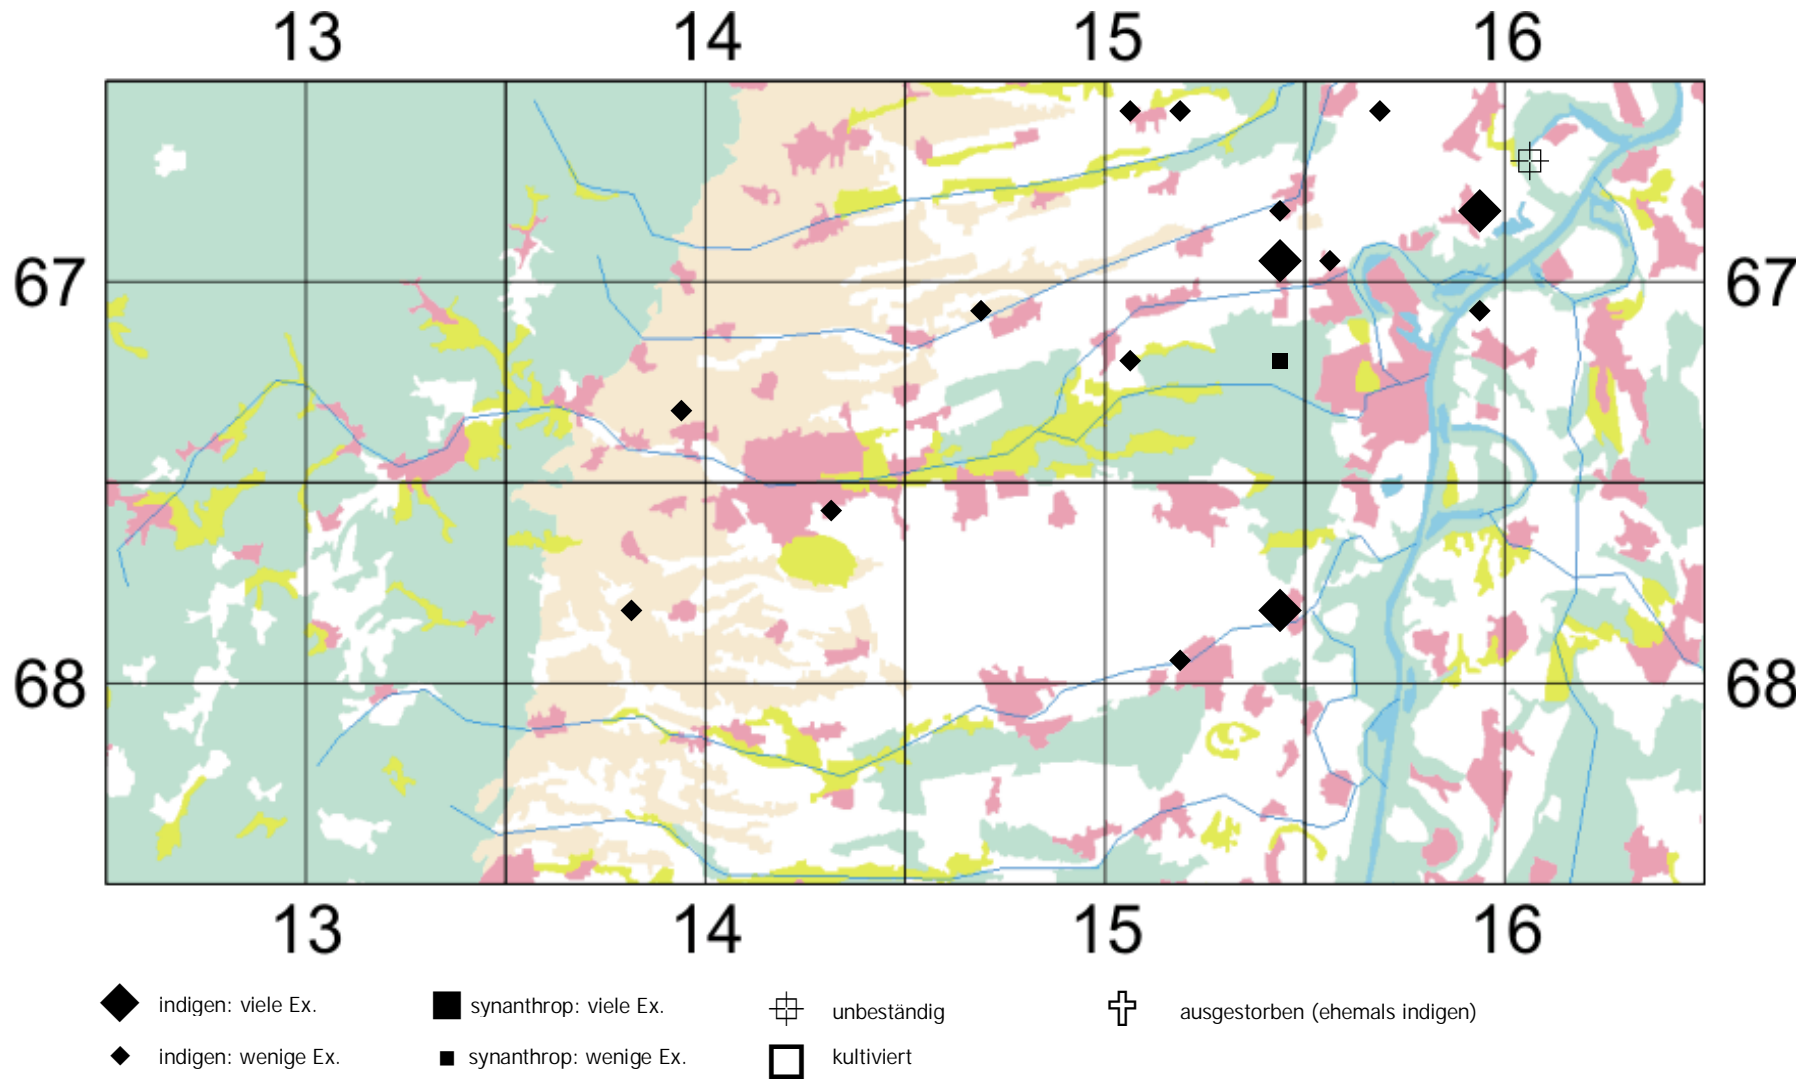 13 14 15 16
67 67
68 68
13 14 15 16
indigen: viele Ex. synanthrop: viele Ex. unbeständig ausgestorben (ehemals indigen)
indigen: wenige Ex. synanthrop: wenige Ex. kultiviert